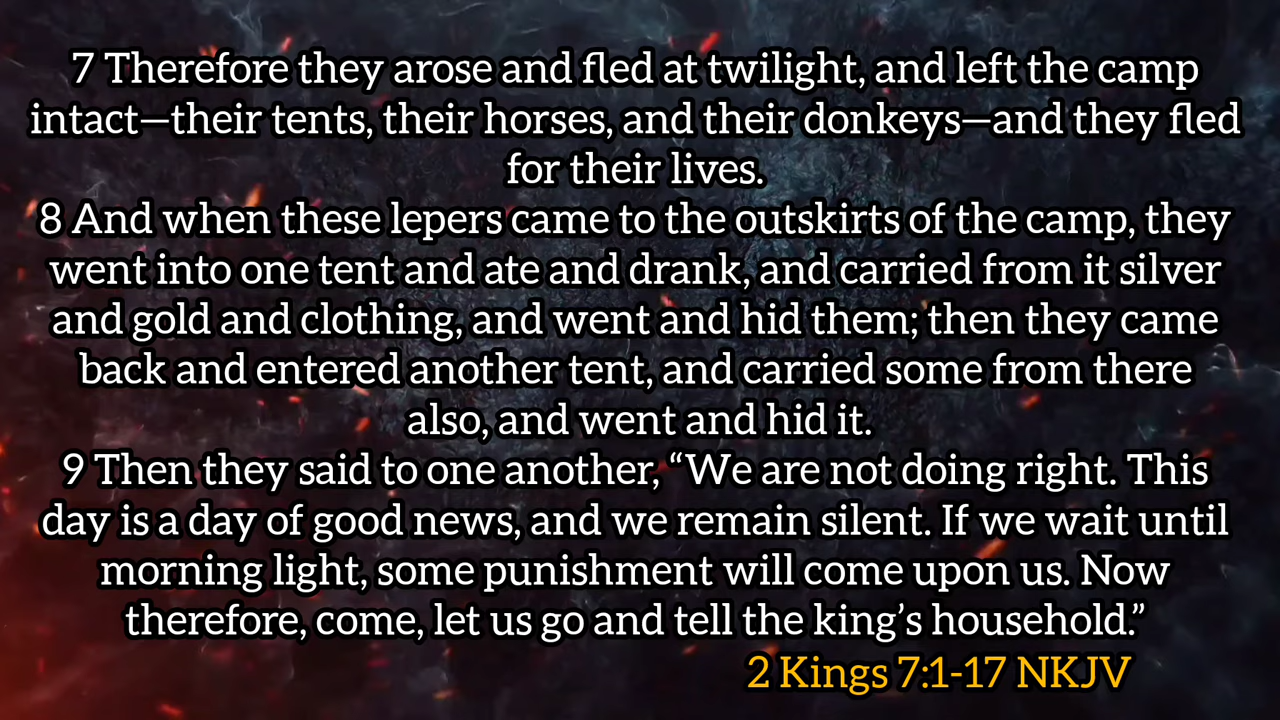 7 Therefore they arose and fled at twilight, and left the camp
intact—their tents, their horses, and their donkeys—and they fled
for their lives.
8 And when these lepers came to the outskirts of the camp, they
went into one tent and ate and drank, and carried from it silver
and gold and clothing, and went and hid them; then they came
back and entered another tent, and carried some from there
also, and went and hid it.
9 Then they said to one another, “We are not doing right. This
day is a day of good news, and we remain silent. If we wait until
morning light, some punishment will come upon us. Now
therefore, come, let us go and tell the king’s household.”
2 Kings 7:1-17 NKJV